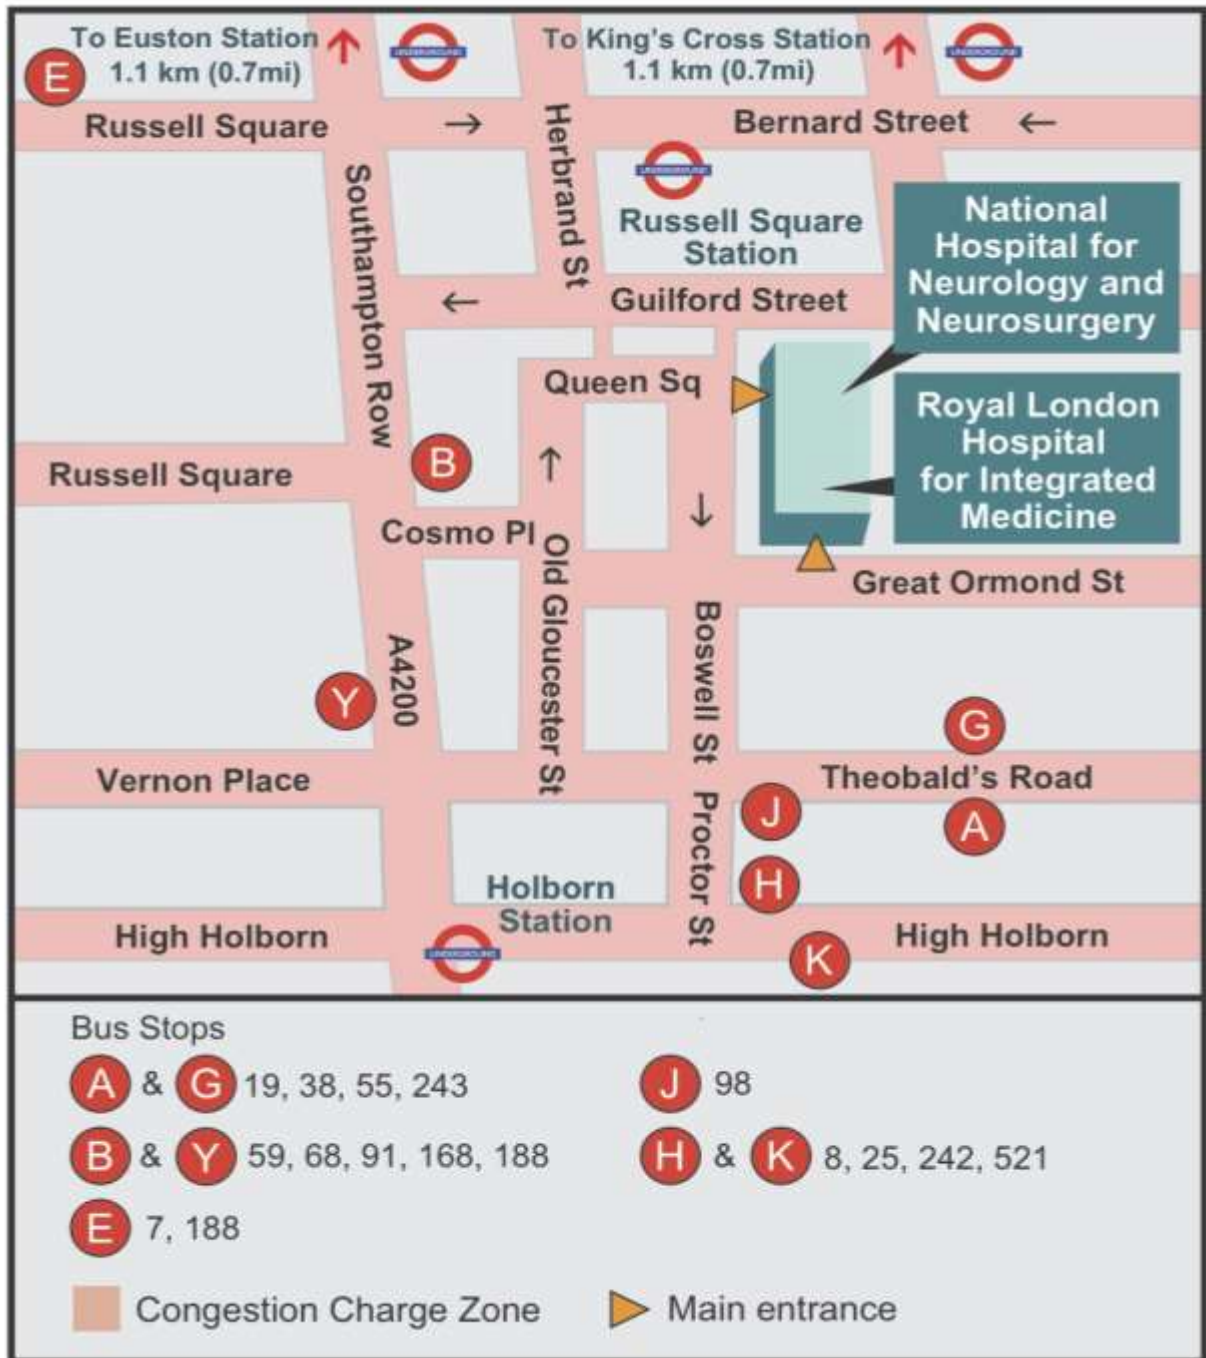 To Euston Station
1.1 km (0.7mi)
UNDERGROUND
To King's Cross Station
1.1 km (0.7mi)
UNDERGROUND
E
Russell Square
Herbrand St
Bernard Street
UNDERGROUND
Russell Square
Station
Southampton Row
National
Hospital for
Neurology and
Neurosurgery
Guilford Street
Queen Sq
Royal London
Hospital
for Integrated
Medicine
B
Russell Square
Cosmo Pl
Old Gloucester St
Great Ormond St
A4200
Boswell St
Y
G
Vernon Place
Theobald's Road
J
A
Proctor St
H
Holborn
Station
High Holborn
UNDERGROUND
High Holborn
K
Bus Stops
A & G 19, 38, 55, 243
J 98
B & Y 59, 68, 91, 168, 188
H & K 8, 25, 242, 521
E 7, 188
Congestion Charge Zone
Main entrance